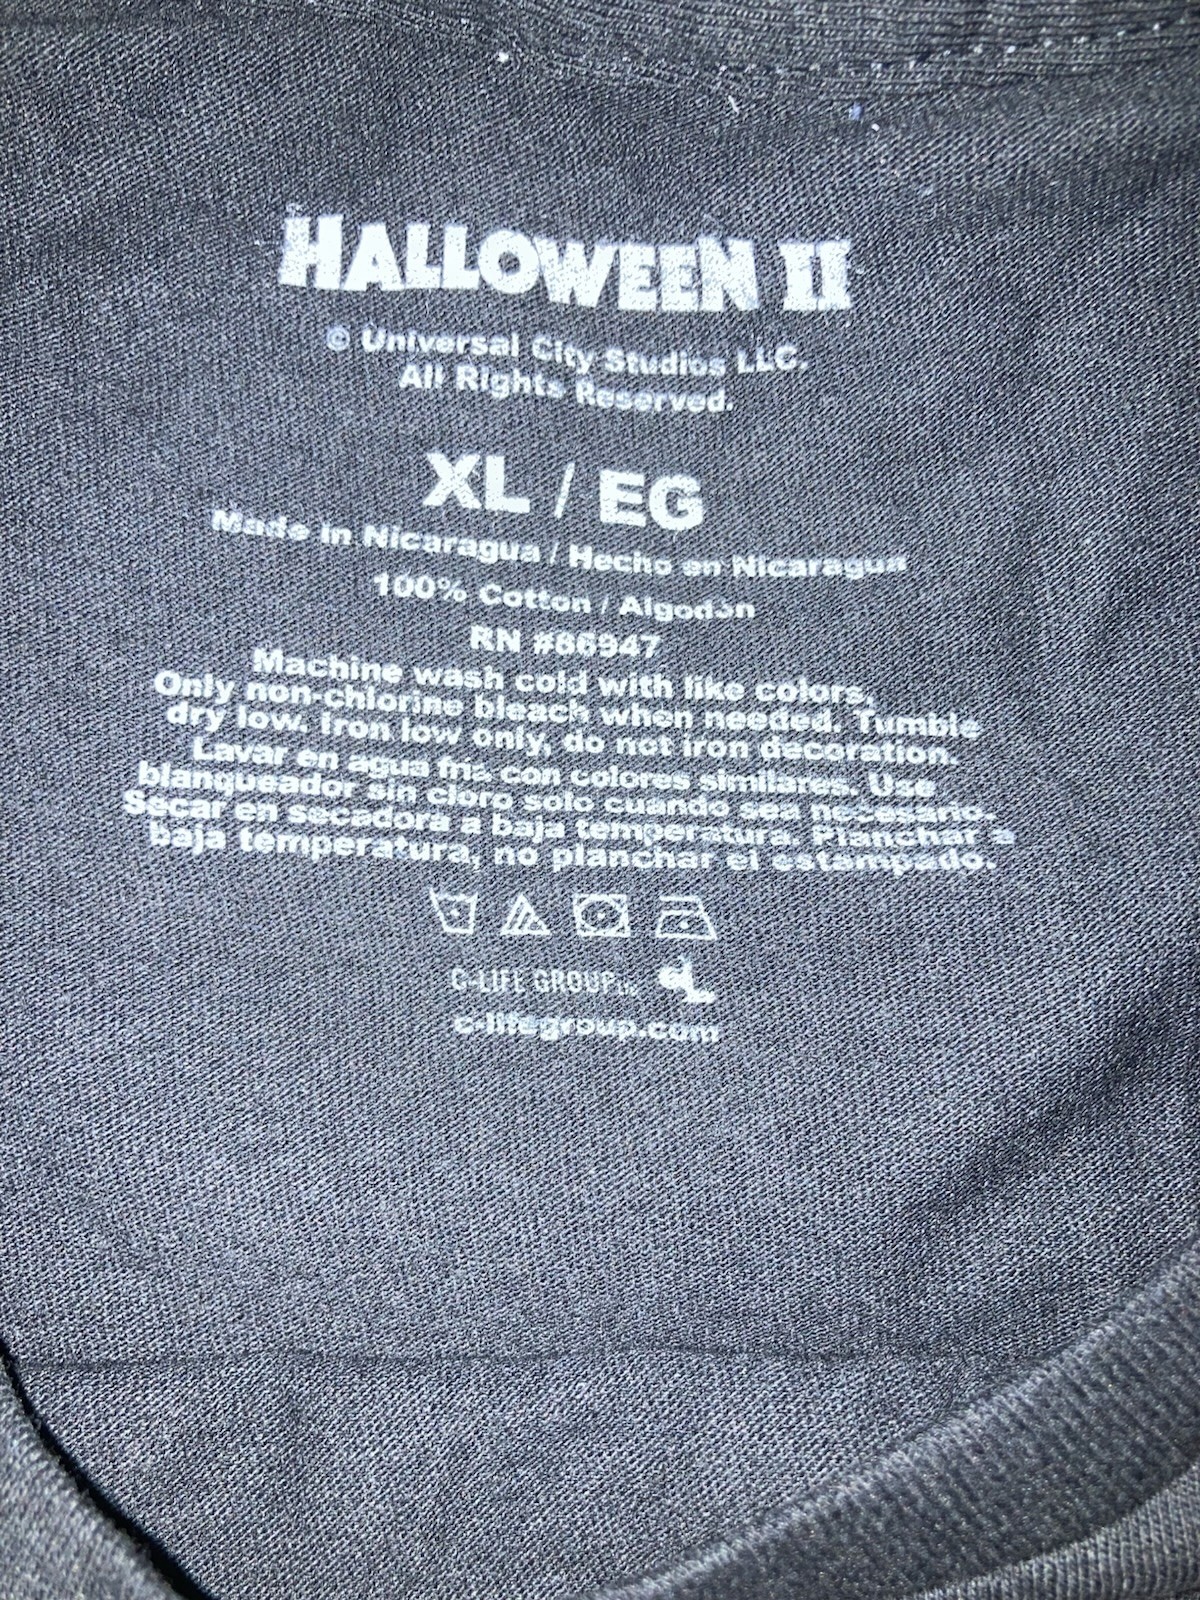 HALLOWEEN II
© Universal City Studios LLC.
All Rights Reserved.
XL / EG
Made in Nicaragua / Hecho en Nicaragua
100% Cotton / Algodón
RN #86947
Machine wash cold with like colors,
Only non-chlorine bleach when needed. Tumble
dry low. Iron low only, do not iron decoration.
Lavar en agua fria con colores similares. Use
blanqueador sin cloro solo cuando sea necesario.
Secar en secadora a baja temperatura. Planchar a
baja temperatura, no planchar el estampado.
C-LIFE GROUP LTD.
c-lifegroup.com